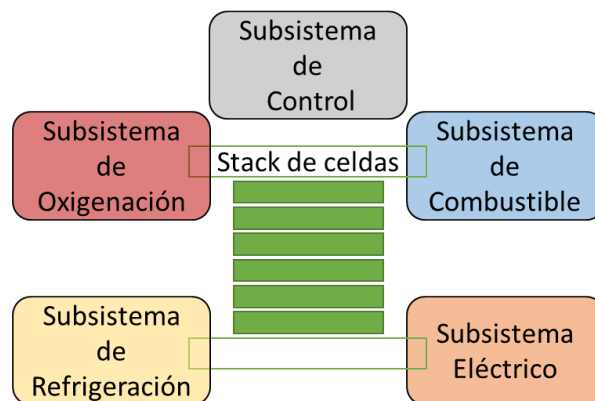 Subsistema
de
Control
Subsistema
de
Oxigenación
Stack de celdas
Subsistema
de
Combustible
Subsistema
de
Refrigeración
Subsistema
Eléctrico